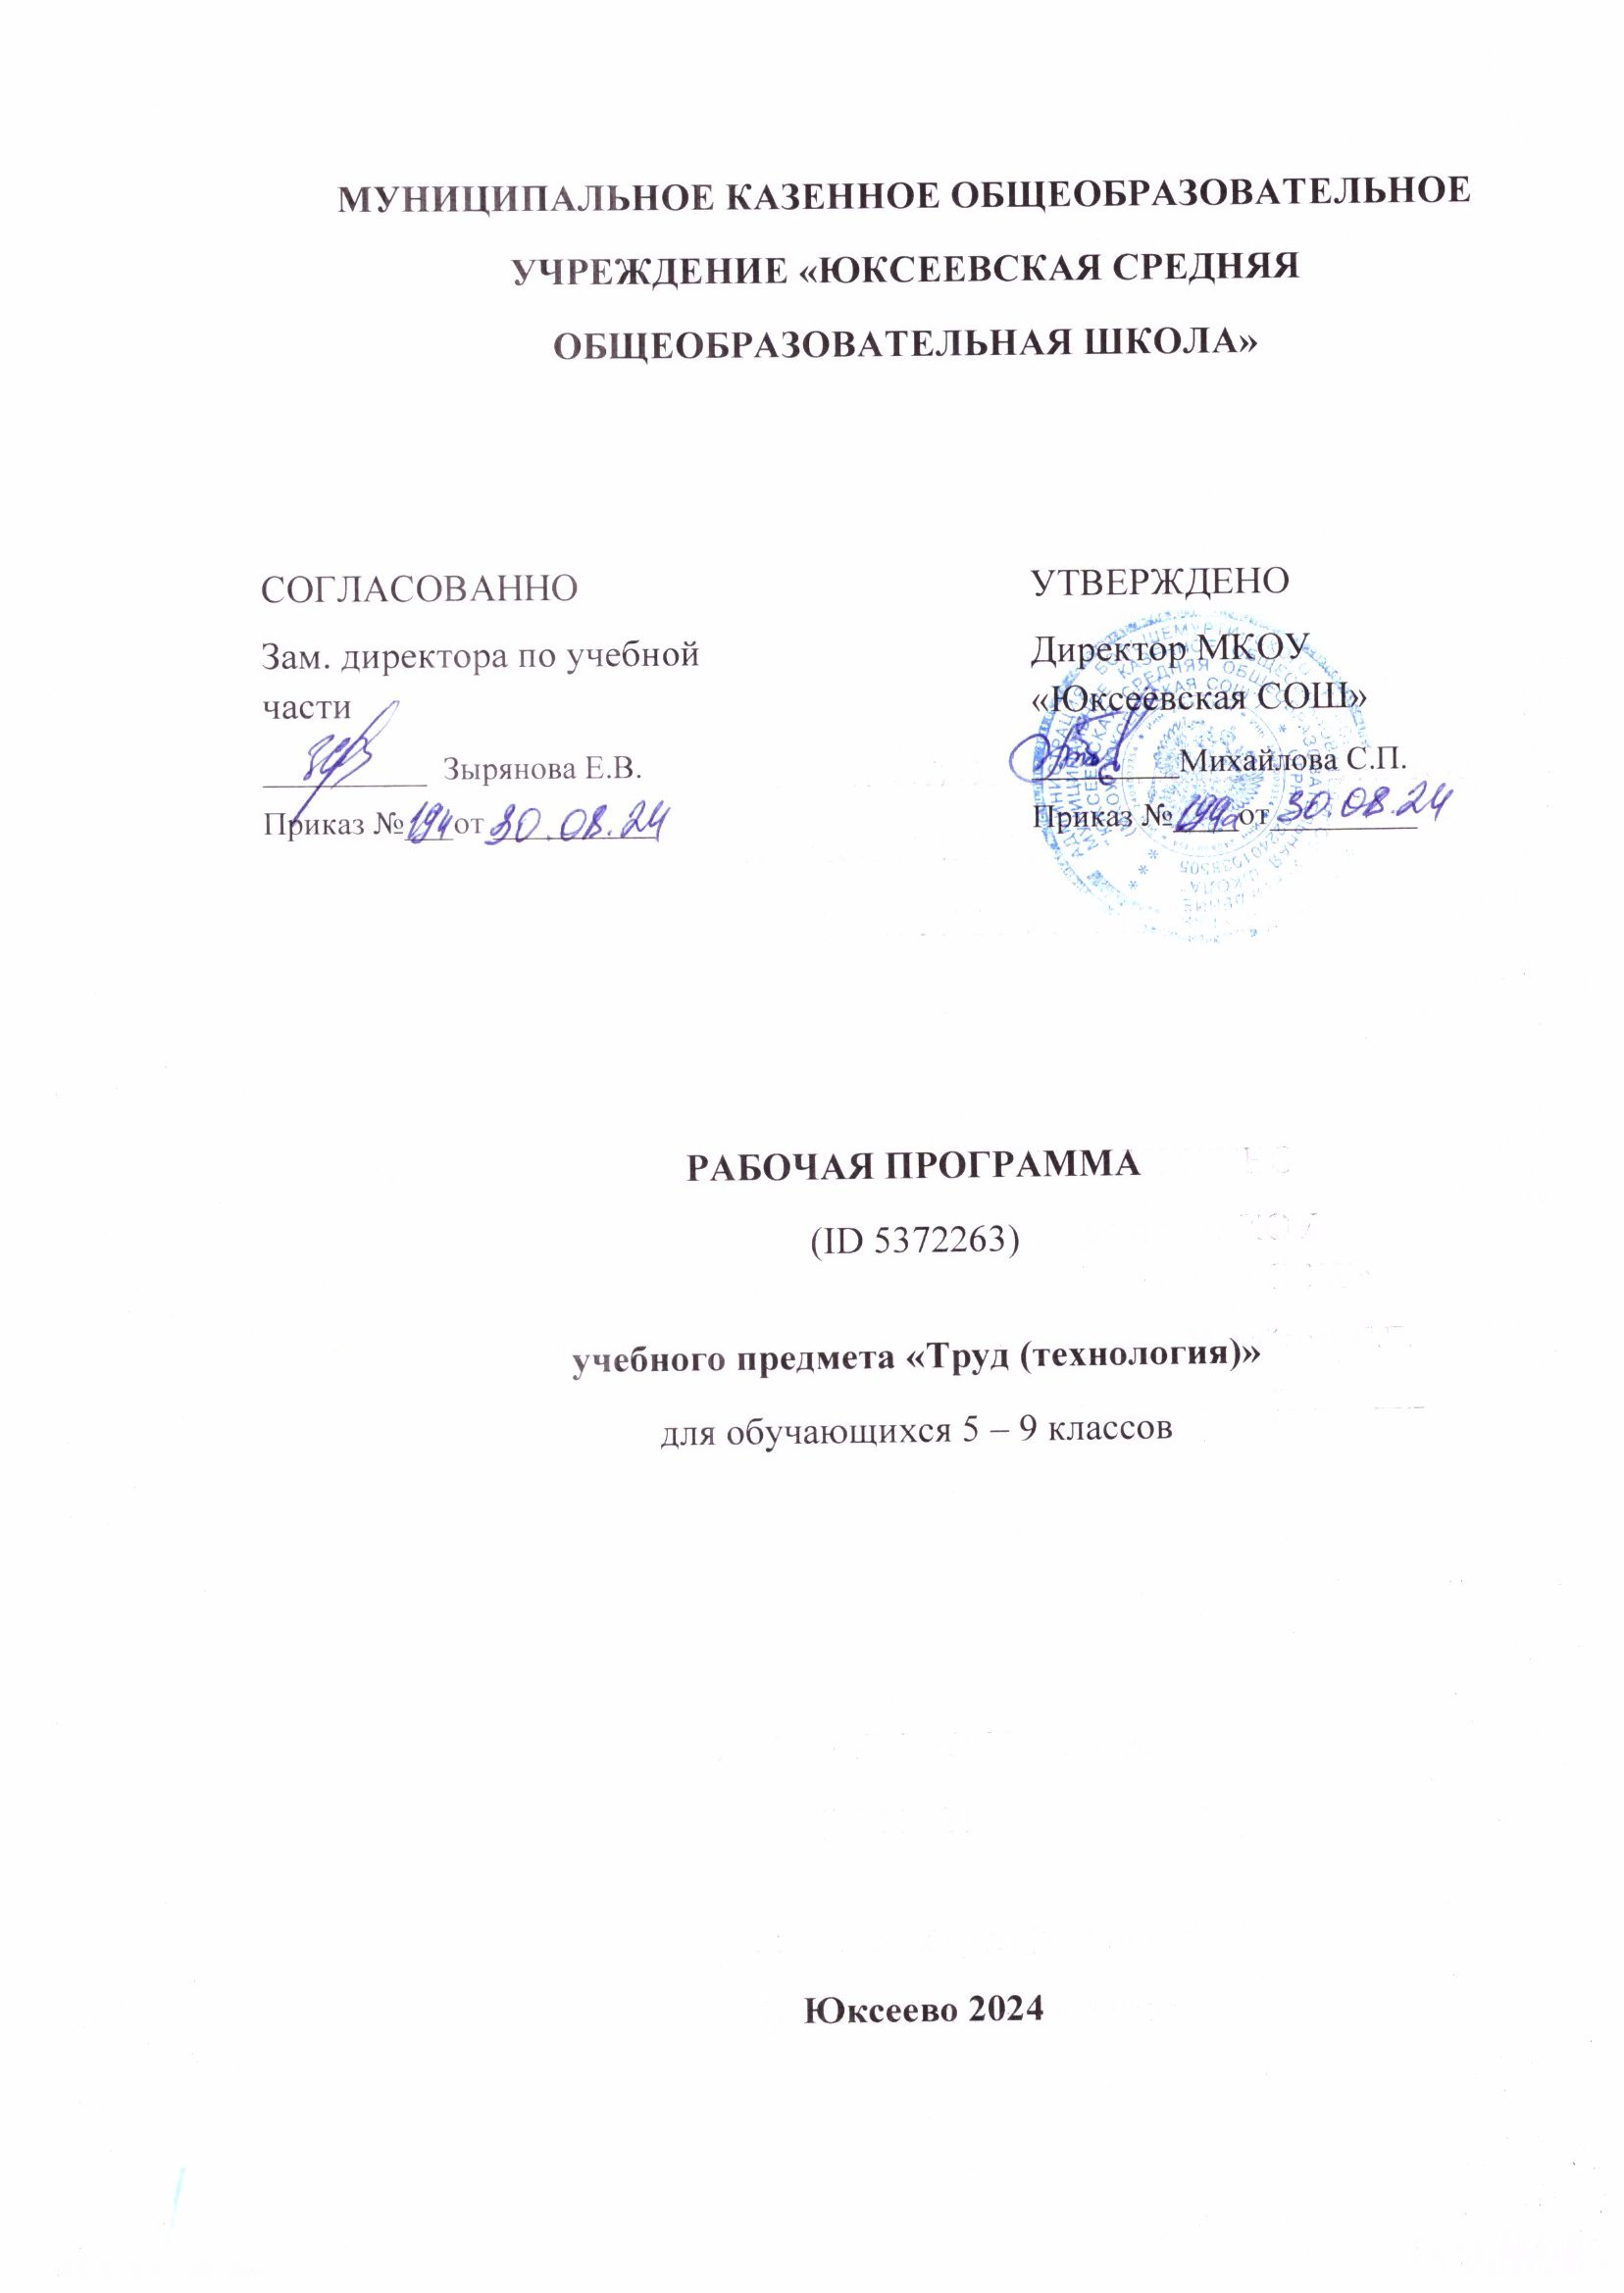 МУНИЦИПАЛЬНОЕ КАЗЕННОЕ ОБЩЕОБРАЗОВАТЕЛЬНОЕ
УЧРЕЖДЕНИЕ «ЮКСЕЕВСКАЯ СРЕДНЯЯ
ОБЩЕОБРАЗОВАТЕЛЬНАЯ ШКОЛА»
СОГЛАСОВАННО
Зам. директора по учебной
части
Зырянова Е.В.
Приказ № от 30.08.24
УТВЕРЖДЕНО
Директор МКОУ
«Юксеевская СОШ»
Михайлова С.П.
Приказ № от 30.08.24
РАБОЧАЯ ПРОГРАММА
(ID 5372263)
учебного предмета «Труд (технология)»
для обучающихся 5 – 9 классов
Юксеево 2024